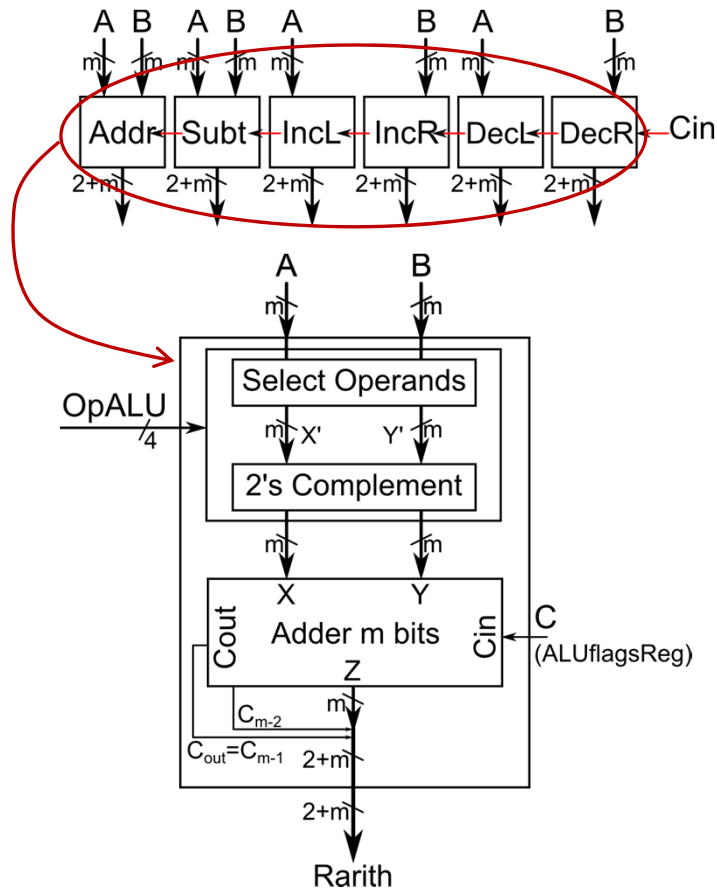 A B A B A B A B
m m m m m m m m
Addr Subt IncL IncR DecL DecR Cin
2+m 2+m 2+m 2+m 2+m 2+m
A B
m m
Select Operands
OpALU
4
m X' Y' m
2's Complement
m m
X Y
Cout Adder m bits Cin C
(ALUflagsReg)
Z
m
Cm-2
Cout=Cm-1
2+m
2+m
Rarith